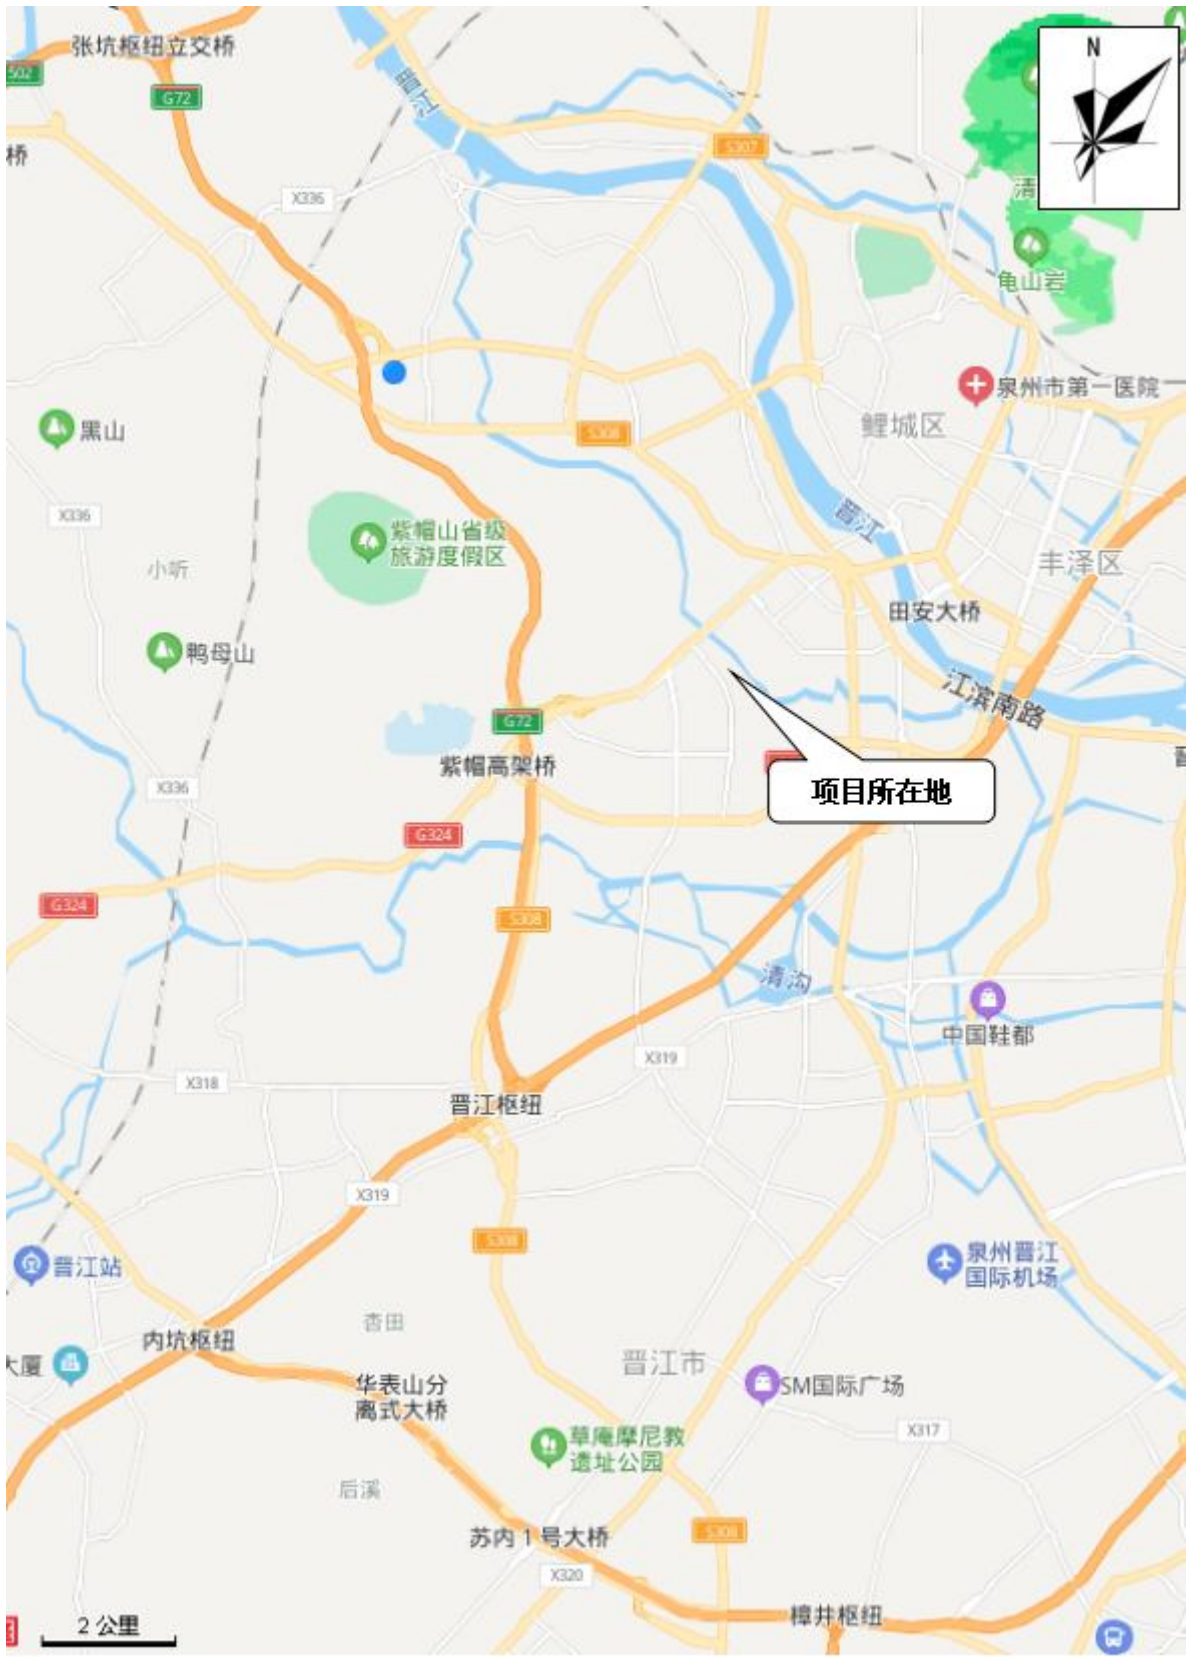 张坑枢纽立交桥
N
S02
G72
晋江
S307
桥
X336
清
龟山岩
泉州市第一医院
黑山
鲤城区
S308
X336
晋江
紫帽山省级
旅游度假区
丰泽区
小听
田安大桥
鸭母山
江滨南路
G72
紫帽高架桥
X336
项目所在地
G324
G324
S308
清沟
中国鞋都
X319
X318
晋江枢纽
X319
S308
泉州晋江
国际机场
晋江站
杏田
内坑枢纽
晋江市
大厦
SM国际广场
华表山分
离式大桥
X317
草庵摩尼教
遗址公园
后溪
苏内1号大桥
S308
X320
樟井枢纽
2 公里